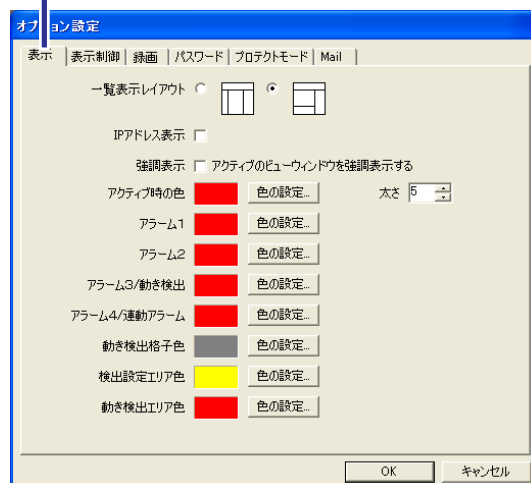 オプション設定
表示 表示制御 録画 パスワード プロテクトモード Mail
一覧表示レイアウト
IPアドレス表示
強調表示 アクティブのビューウィンドウを強調表示する
アクティブ時の色 色の設定... 太さ 5
アラーム1 色の設定...
アラーム2 色の設定...
アラーム3/動き検出 色の設定...
アラーム4/連動アラーム 色の設定...
動き検出格子色 色の設定...
検出設定エリア色 色の設定...
動き検出エリア色 色の設定...
OK キャンセル